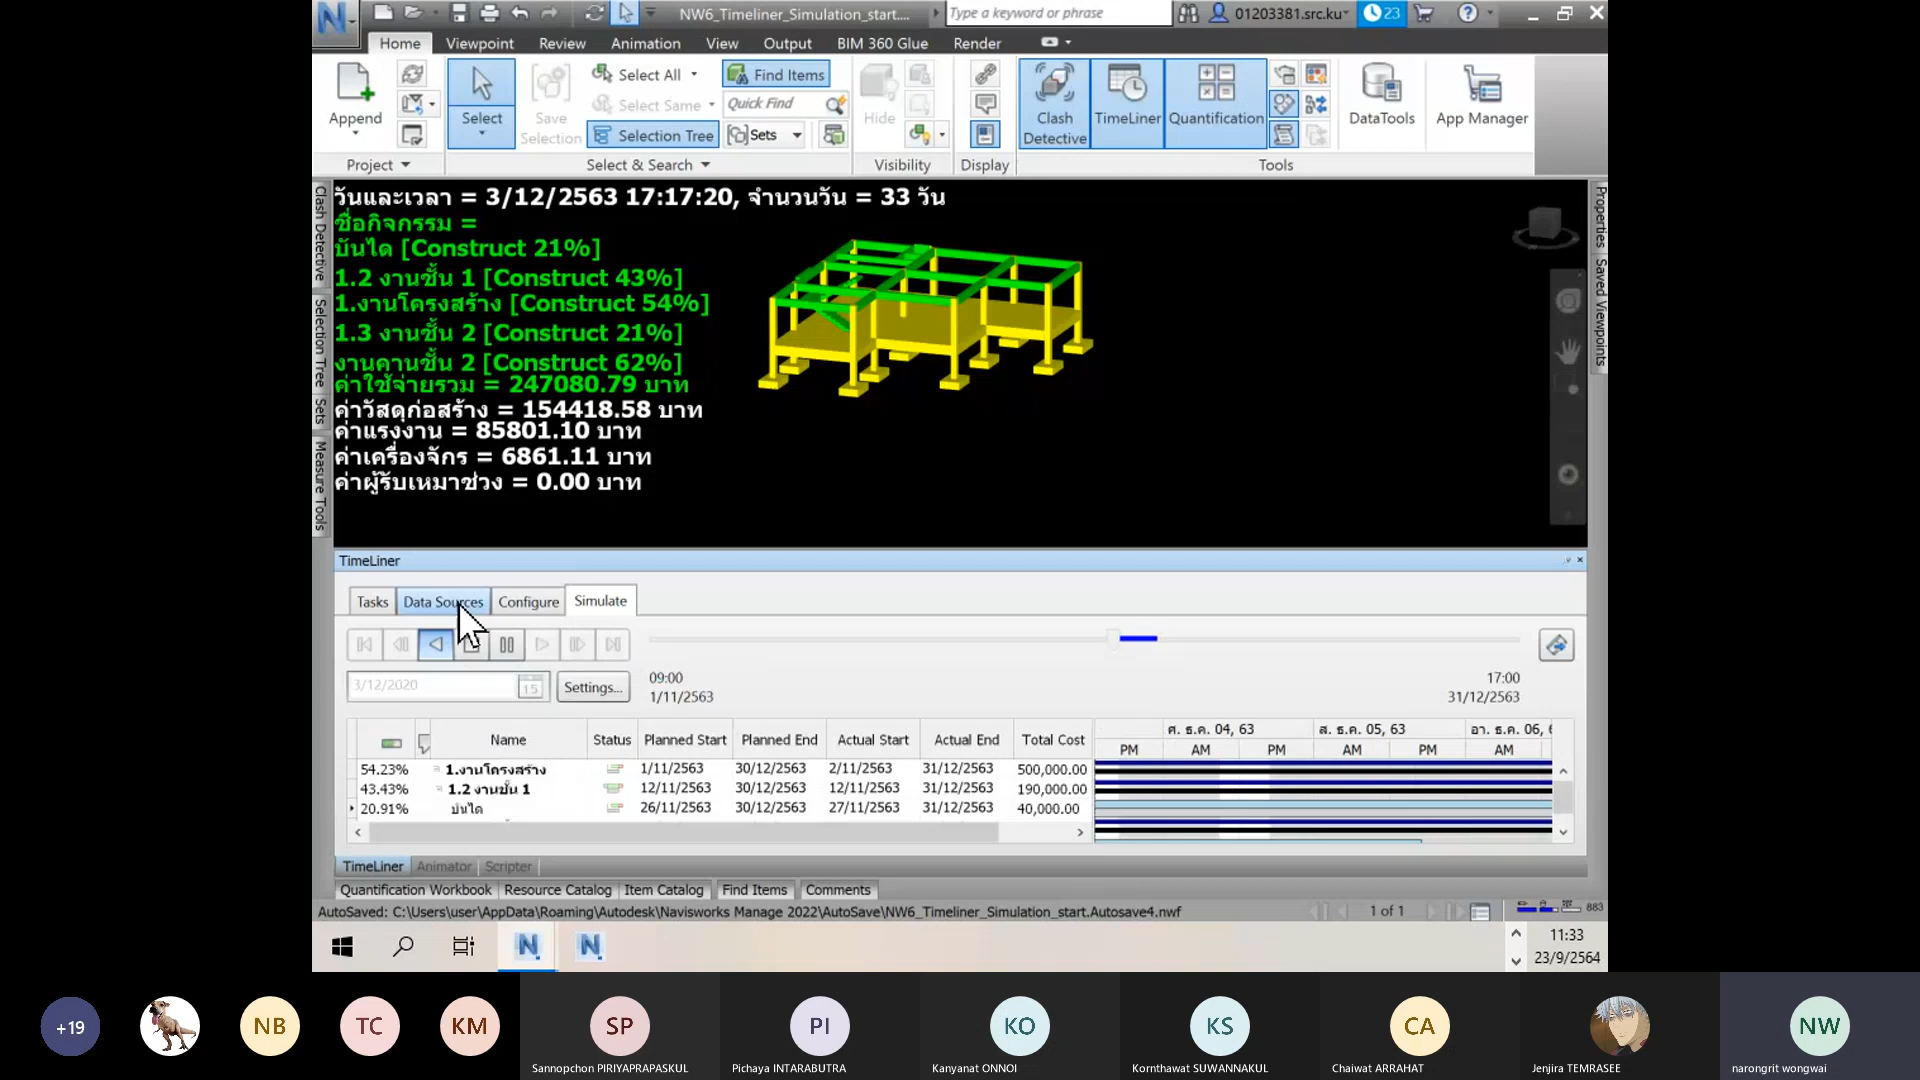 NW6_Timeliner_Simulation_start....
Type a keyword or phrase
01203381.src.ku
23
Home
Viewpoint
Review
Animation
View
Output
BIM 360 Glue
Render
Append
Select
Save Selection
Select All
Select Same
Selection Tree
Find Items
Quick Find
Sets
Hide
Clash Detective
TimeLiner
Quantification
DataTools
App Manager
Project
Select & Search
Visibility
Display
Tools
Clash Detective
Selection Tree
Sets
Measure Tools
Properties
Saved Viewpoints
วันและเวลา = 3/12/2563 17:17:20, จำนวนวัน = 33 วัน
ชื่อกิจกรรม =
บันได [Construct 21%]
1.2 งานชั้น 1 [Construct 43%]
1.งานโครงสร้าง [Construct 54%]
1.3 งานชั้น 2 [Construct 21%]
งานคานชั้น 2 [Construct 62%]
ค่าใช้จ่ายรวม = 247080.79 บาท
ค่าวัสดุก่อสร้าง = 154418.58 บาท
ค่าแรงงาน = 85801.10 บาท
ค่าเครื่องจักร = 6861.11 บาท
ค่าผู้รับเหมาช่วง = 0.00 บาท
TimeLiner
Tasks
Data Sources
Configure
Simulate
3/12/2020
15
Settings...
09:00
1/11/2563
17:00
31/12/2563
Name
Status
Planned Start
Planned End
Actual Start
Actual End
Total Cost
ศ. ธ.ค. 04, 63
ส. ธ.ค. 05, 63
อา. ธ.ค. 06, 6
PM
AM
PM
AM
PM
AM
54.23% 1.งานโครงสร้าง 1/11/2563 30/12/2563 2/11/2563 31/12/2563 500,000.00
43.43% 1.2 งานชั้น 1 12/11/2563 30/12/2563 12/11/2563 31/12/2563 190,000.00
20.91% บันได 26/11/2563 30/12/2563 27/11/2563 31/12/2563 40,000.00
TimeLiner
Animator
Scripter
Quantification Workbook
Resource Catalog
Item Catalog
Find Items
Comments
AutoSaved: C:\Users\user\AppData\Roaming\Autodesk\Navisworks Manage 2022\AutoSave\NW6_Timeliner_Simulation_start.Autosave4.nwf
1 of 1
883
11:33
23/9/2564
+19
NB
TC
KM
SP
PI
KO
KS
CA
NW
Sannopchon PIRIYAPRAPASKUL
Pichaya INTARABUTRA
Kanyanat ONNOI
Kornthawat SUWANNAKUL
Chaiwat ARRAHAT
Jenjira TEMRASEE
narongrit wongwai